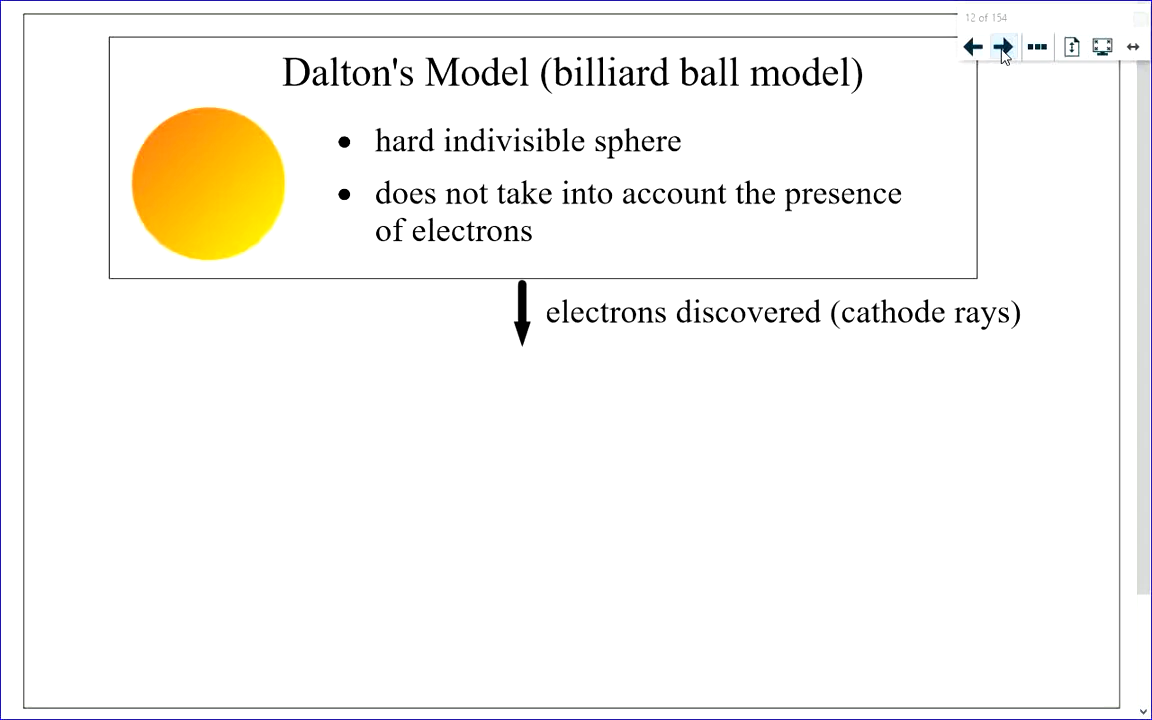 12 of 154
Dalton's Model (billiard ball model)
• hard indivisible sphere
• does not take into account the presence
of electrons
electrons discovered (cathode rays)